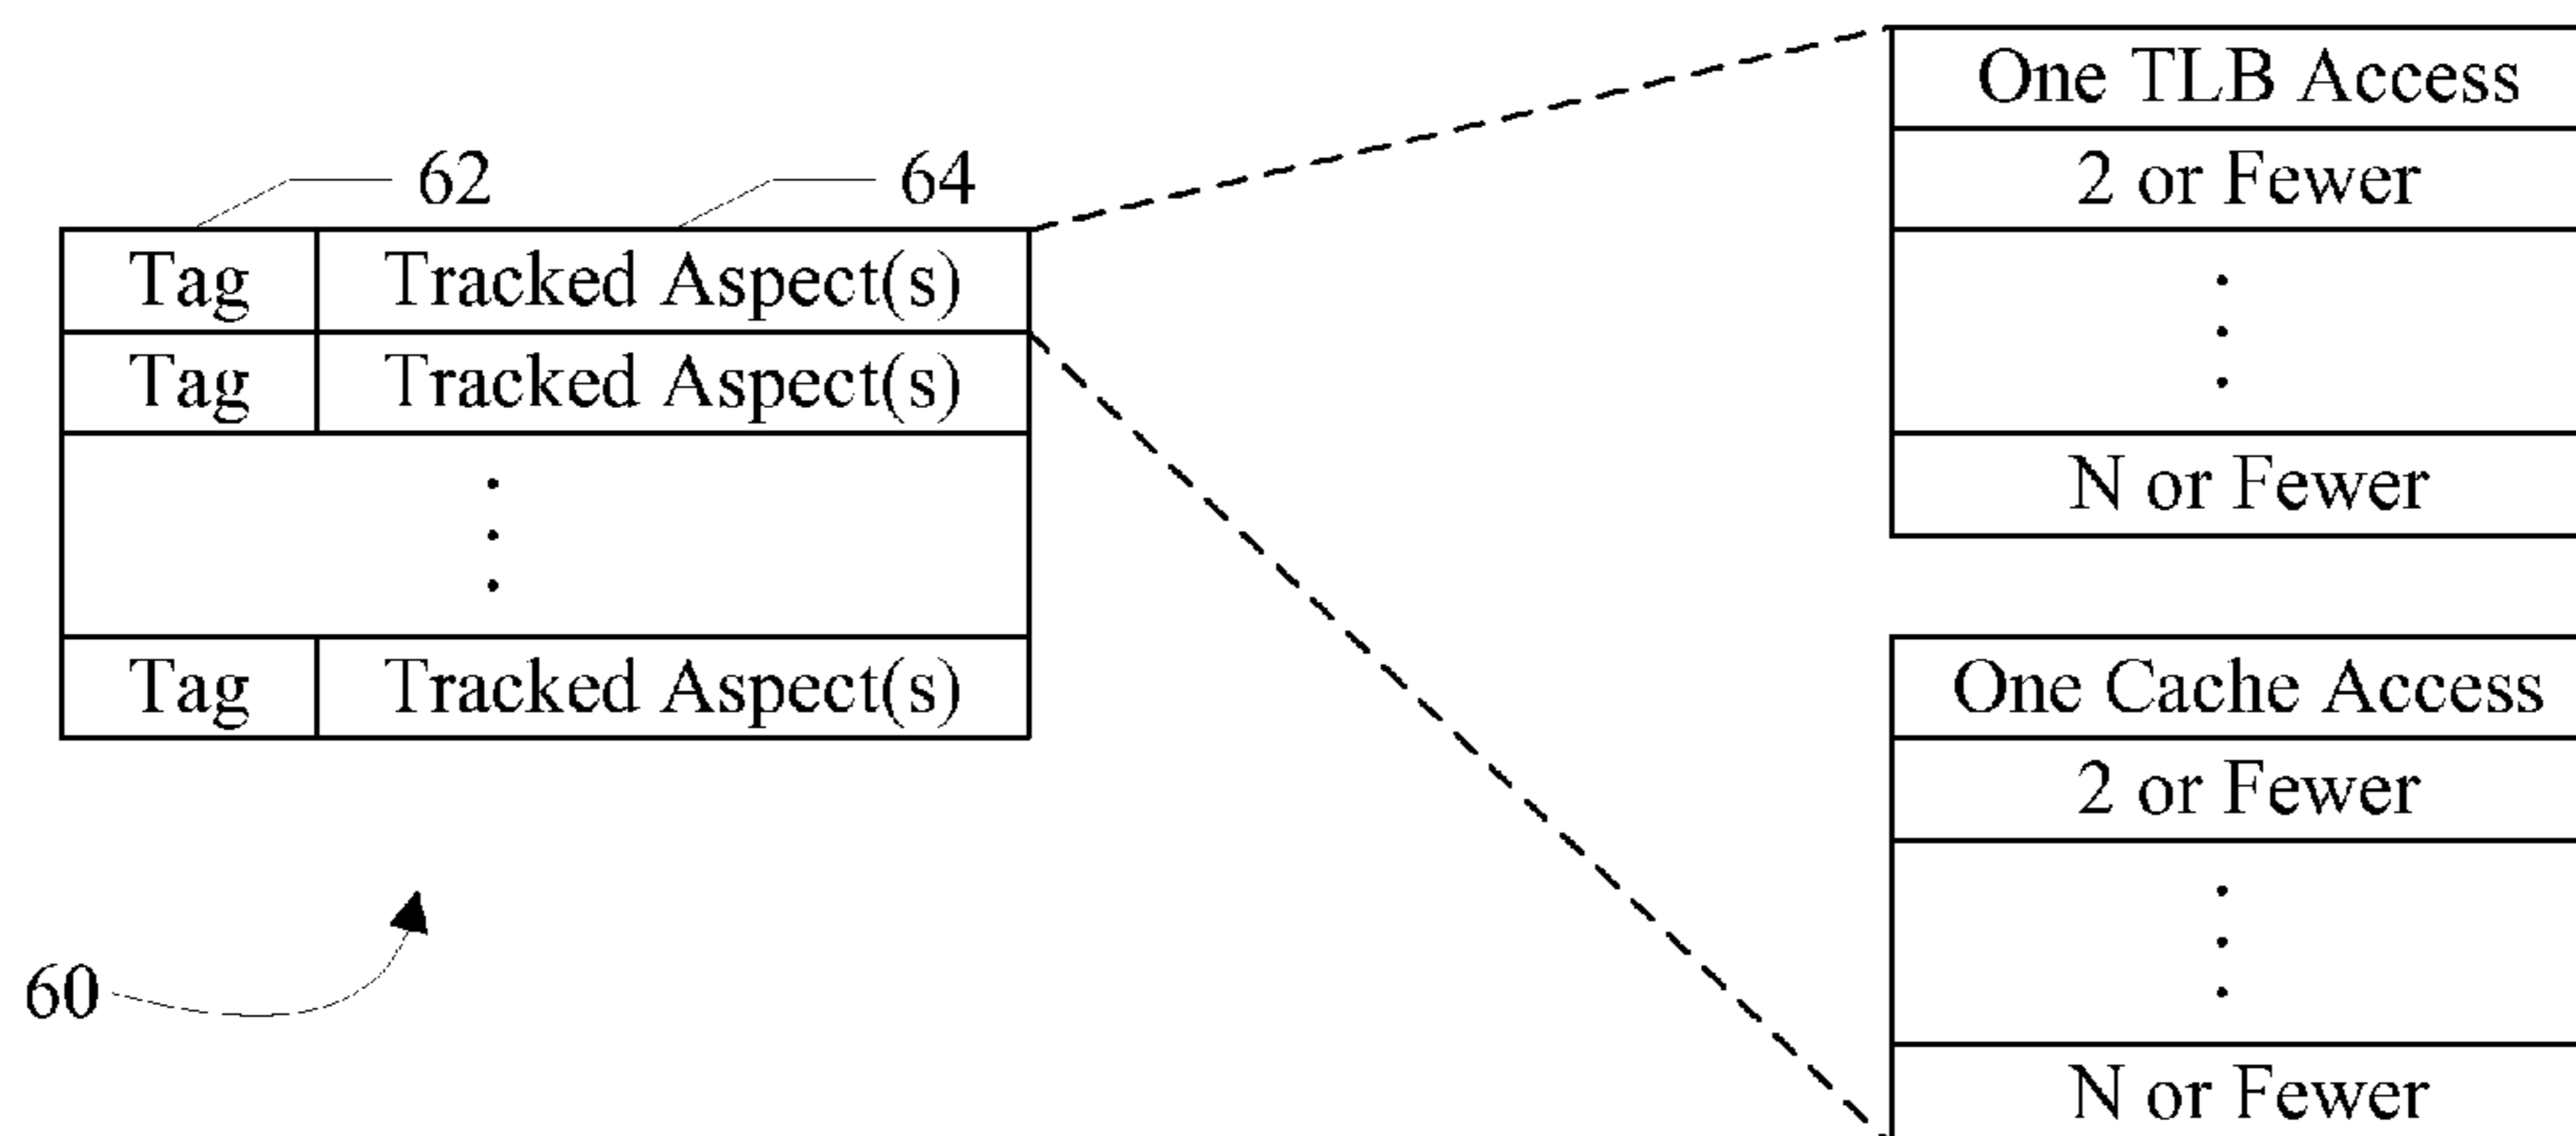 62
64
Tag
Tracked Aspect(s)
Tag
Tracked Aspect(s)
Tag
Tracked Aspect(s)
60
One TLB Access
2 or Fewer
N or Fewer
One Cache Access
2 or Fewer
N or Fewer